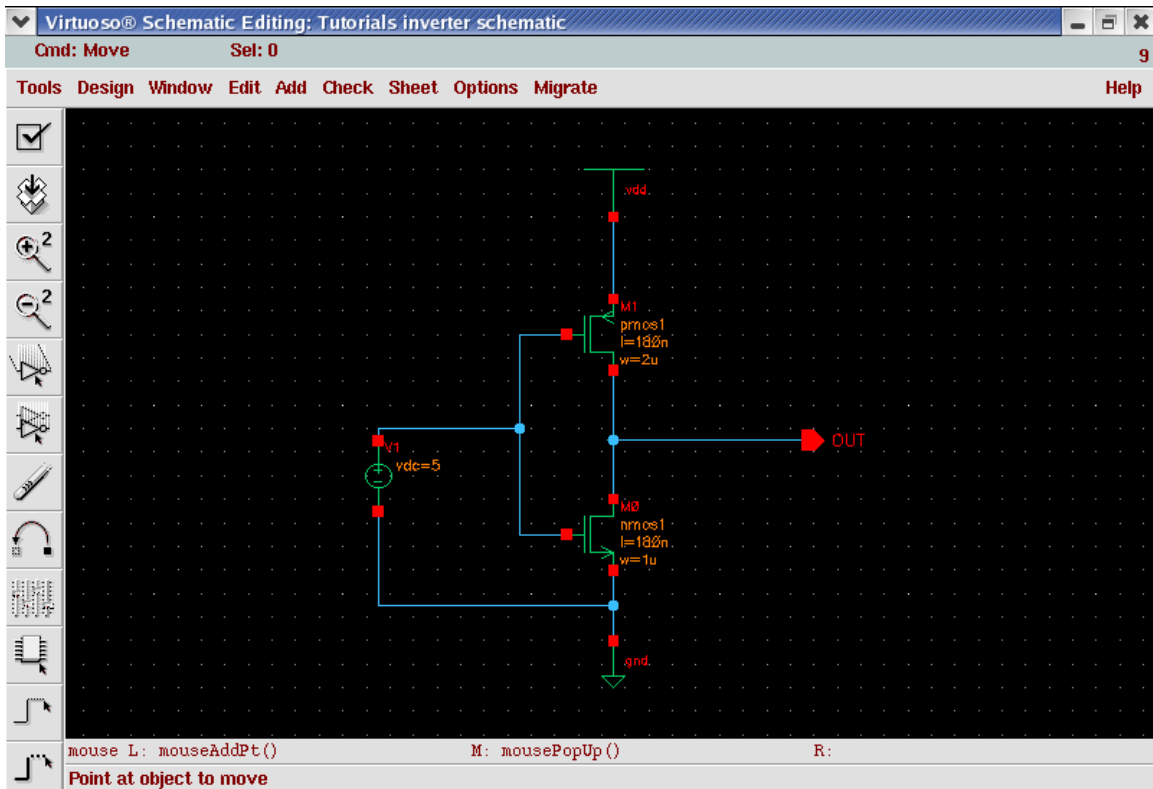 Virtuoso® Schematic Editing: Tutorials inverter schematic
Cmd: Move Sel: 0 9
Tools Design Window Edit Add Check Sheet Options Migrate Help
2
2
vdd
M1
pmos1
l=180n
w=2u
V1
vdc=5
OUT
M0
nmos1
l=180n
w=1u
gnd
mouse L: mouseAddPt() M: mousePopUp() R:
Point at object to move